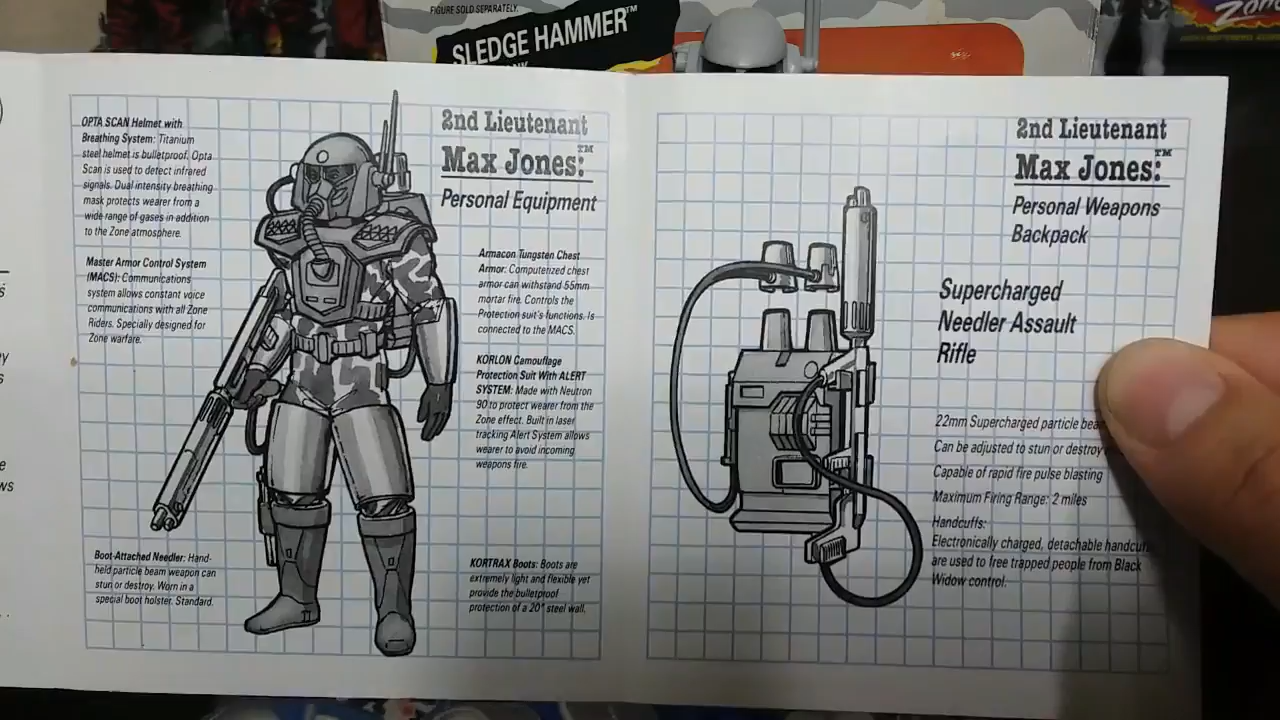 FIGURE SOLD SEPARATELY.
SLEDGE HAMMER™
Zone
OPTA SCAN Helmet with
Breathing System: Titanium
steel helmet is bulletproof. Opta
Scan is used to detect infrared
signals. Dual intensity breathing
mask protects wearer from a
wide range of gases in addition
to the Zone atmosphere.
Master Armor Control System
(MACS): Communications
system allows constant voice
communications with all Zone
Riders. Specially designed for
Zone warfare.
Boot-Attached Needler: Hand-
held particle beam weapon can
stun or destroy. Worn in a
special boot holster. Standard.
2nd Lieutenant
Max Jones:™
Personal Equipment
Armacon Tungsten Chest
Armor: Computerized chest
armor can withstand 55mm
mortar fire. Controls the
Protection suit's functions. Is
connected to the MACS.
KORLON Camouflage
Protection Suit With ALERT
SYSTEM: Made with Neutron
90 to protect wearer from the
Zone effect. Built in laser
tracking Alert System allows
wearer to avoid incoming
weapons fire.
KORTRAX Boots: Boots are
extremely light and flexible yet
provide the bulletproof
protection of a 20" steel wall.
2nd Lieutenant
Max Jones:™
Personal Weapons
Backpack
Supercharged
Needler Assault
Rifle
22mm Supercharged particle
Can be adjusted to stun or destroy
Capable of rapid fire pulse blasting
Maximum Firing Range: 2 miles
Handcuffs:
Electronically charged, detachable
are used to free trapped people from Black
Widow control.